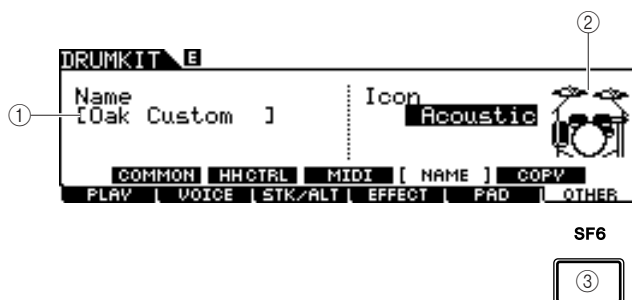 ②
DRUMKIT E
Name
① [Oak Custom ]
Icon
Acoustic
COMMON HHCTRL MIDI [ NAME ] COPY
PLAY VOICE STK/ALT EFFECT PAD OTHER
SF6
③